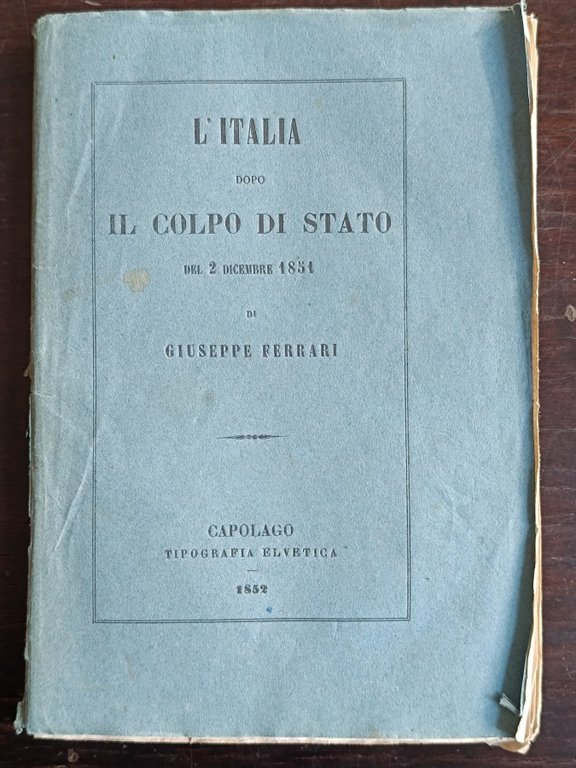 L'ITALIA
DOPO
IL COLPO DI STATO
DEL 2 DICEMBRE 1851
DI
GIUSEPPE FERRARI
CAPOLAGO
TIPOGRAFIA ELVETICA
1852